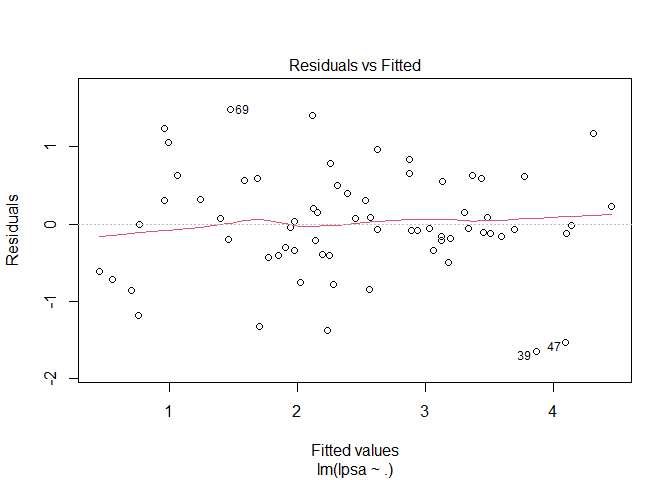 Residuals vs Fitted
Residuals
1
0
-1
-2
69
47
39
1 2 3 4
Fitted values
lm(lpsa ~ .)